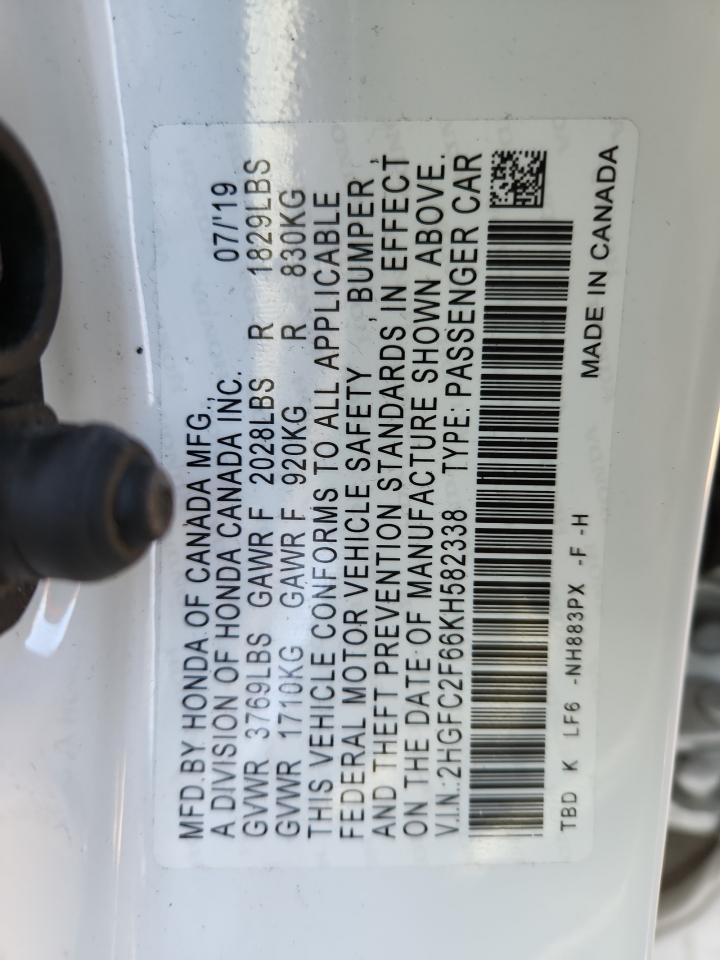 MFD.BY HONDA OF CANADA MFG.,
A DIVISION OF HONDA CANADA INC. 07/'19
GVWR 3769LBS GAWR F 2028LBS R 1829LBS
GVWR 1710KG GAWR F 920KG R 830KG
THIS VEHICLE CONFORMS TO ALL APPLICABLE
FEDERAL MOTOR VEHICLE SAFETY , BUMPER ,
AND THEFT PREVENTION STANDARDS IN EFFECT
ON THE DATE OF MANUFACTURE SHOWN ABOVE.
V.I.N.:2HGFC2F66KH582338 TYPE: PASSENGER CAR
TBD K LF6 -NH883PX -F -H
MADE IN CANADA